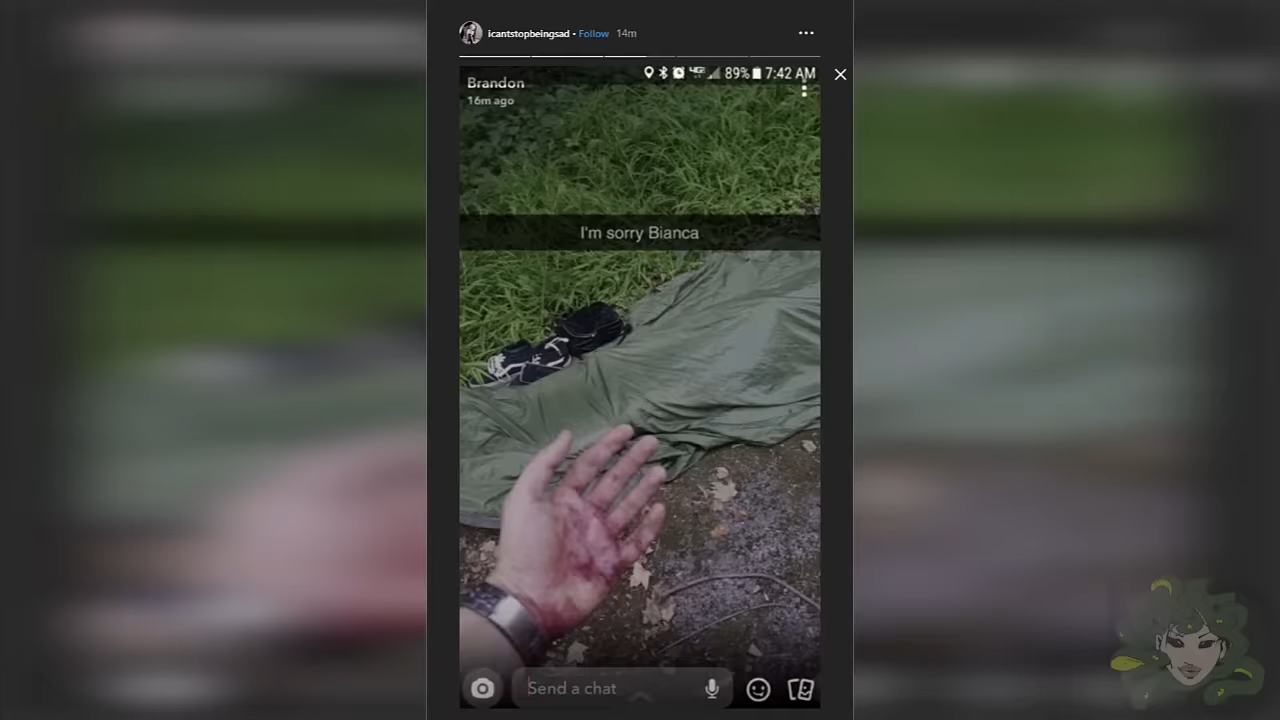 icantstopbeingsad • Follow 14m
89% 7:42 AM
Brandon
16m ago
I'm sorry Bianca
Send a chat